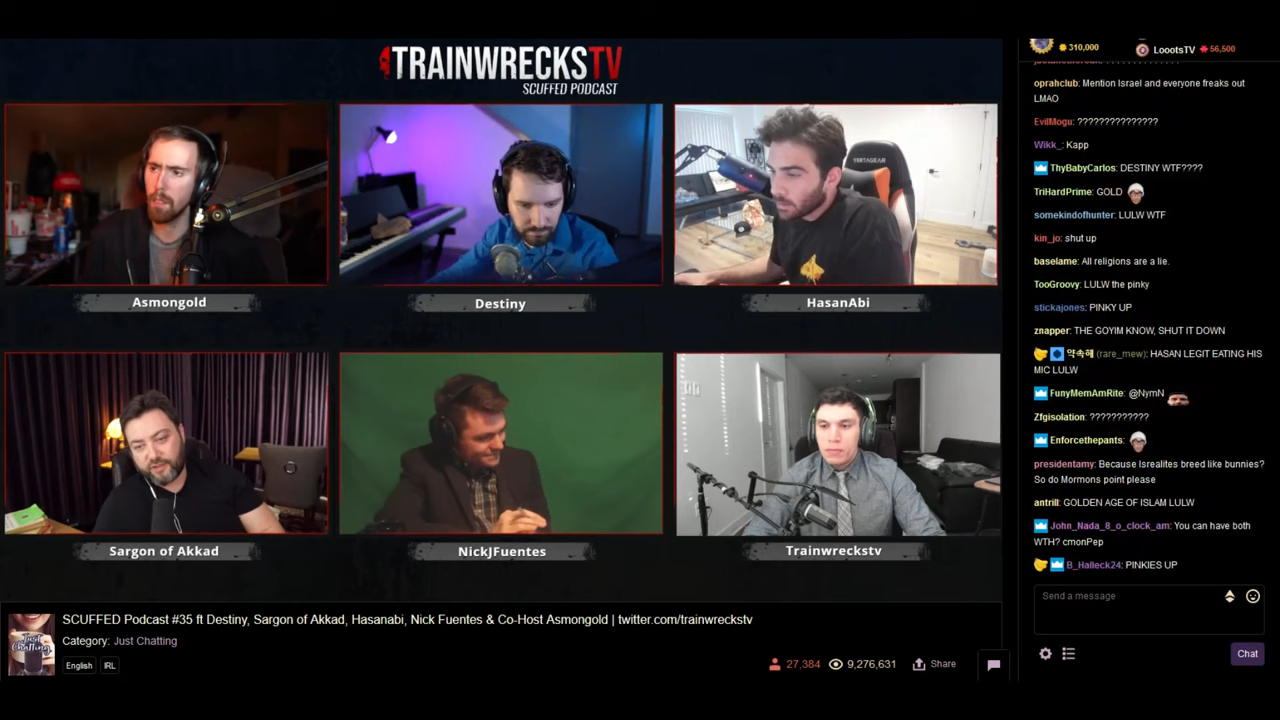 TRAINWRECKSTV
SCUFFED PODCAST
Asmongold
Destiny
HasanAbi
VERTAGEAR
Sargon of Akkad
NickJFuentes
Trainwreckstv
SCUFFED Podcast #35 ft Destiny, Sargon of Akkad, Hasanabi, Nick Fuentes & Co-Host Asmongold | twitter.com/trainwreckstv
Category: Just Chatting
Just
Chatting
English
IRL
27,384
9,276,631
Share
310,000
LoootsTV
56,500
oprahclub: Mention Israel and everyone freaks out
LMAO
EvilMogu: ???????????????
Wikk_: Kapp
ThyBabyCarlos: DESTINY WTF????
TriHardPrime: GOLD
somekindofhunter: LULW WTF
kin_jo: shut up
baselame: All religions are a lie.
TooGroovy: LULW the pinky
stickajones: PINKY UP
znapper: THE GOYIM KNOW, SHUT IT DOWN
약속해 (rare_mew): HASAN LEGIT EATING HIS
MIC LULW
FunyMemAmRite: @NymN
Zfgisolation: ???????????
Enforcethepants:
presidentamy: Because Isrealites breed like bunnies?
So do Mormons point please
antrill: GOLDEN AGE OF ISLAM LULW
John_Nada_8_o_clock_am: You can have both
WTH? cmonPep
B_Halleck24: PINKIES UP
Send a message
Chat